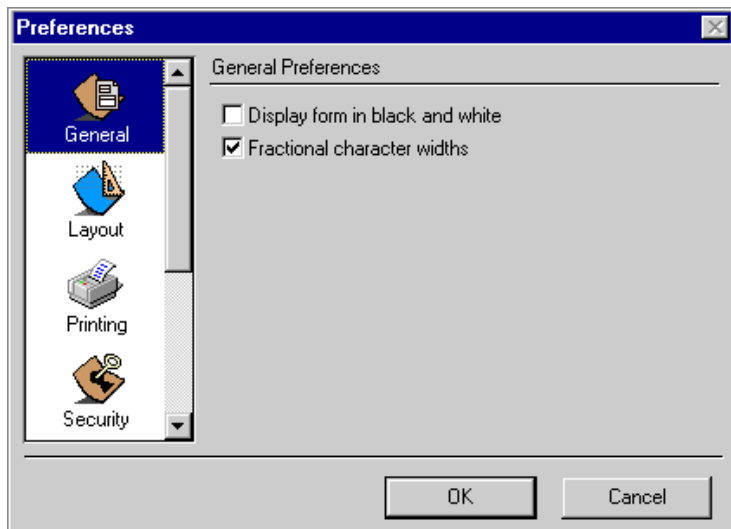 Preferences
General
Layout
Printing
Security
General Preferences
Display form in black and white
Fractional character widths
OK
Cancel